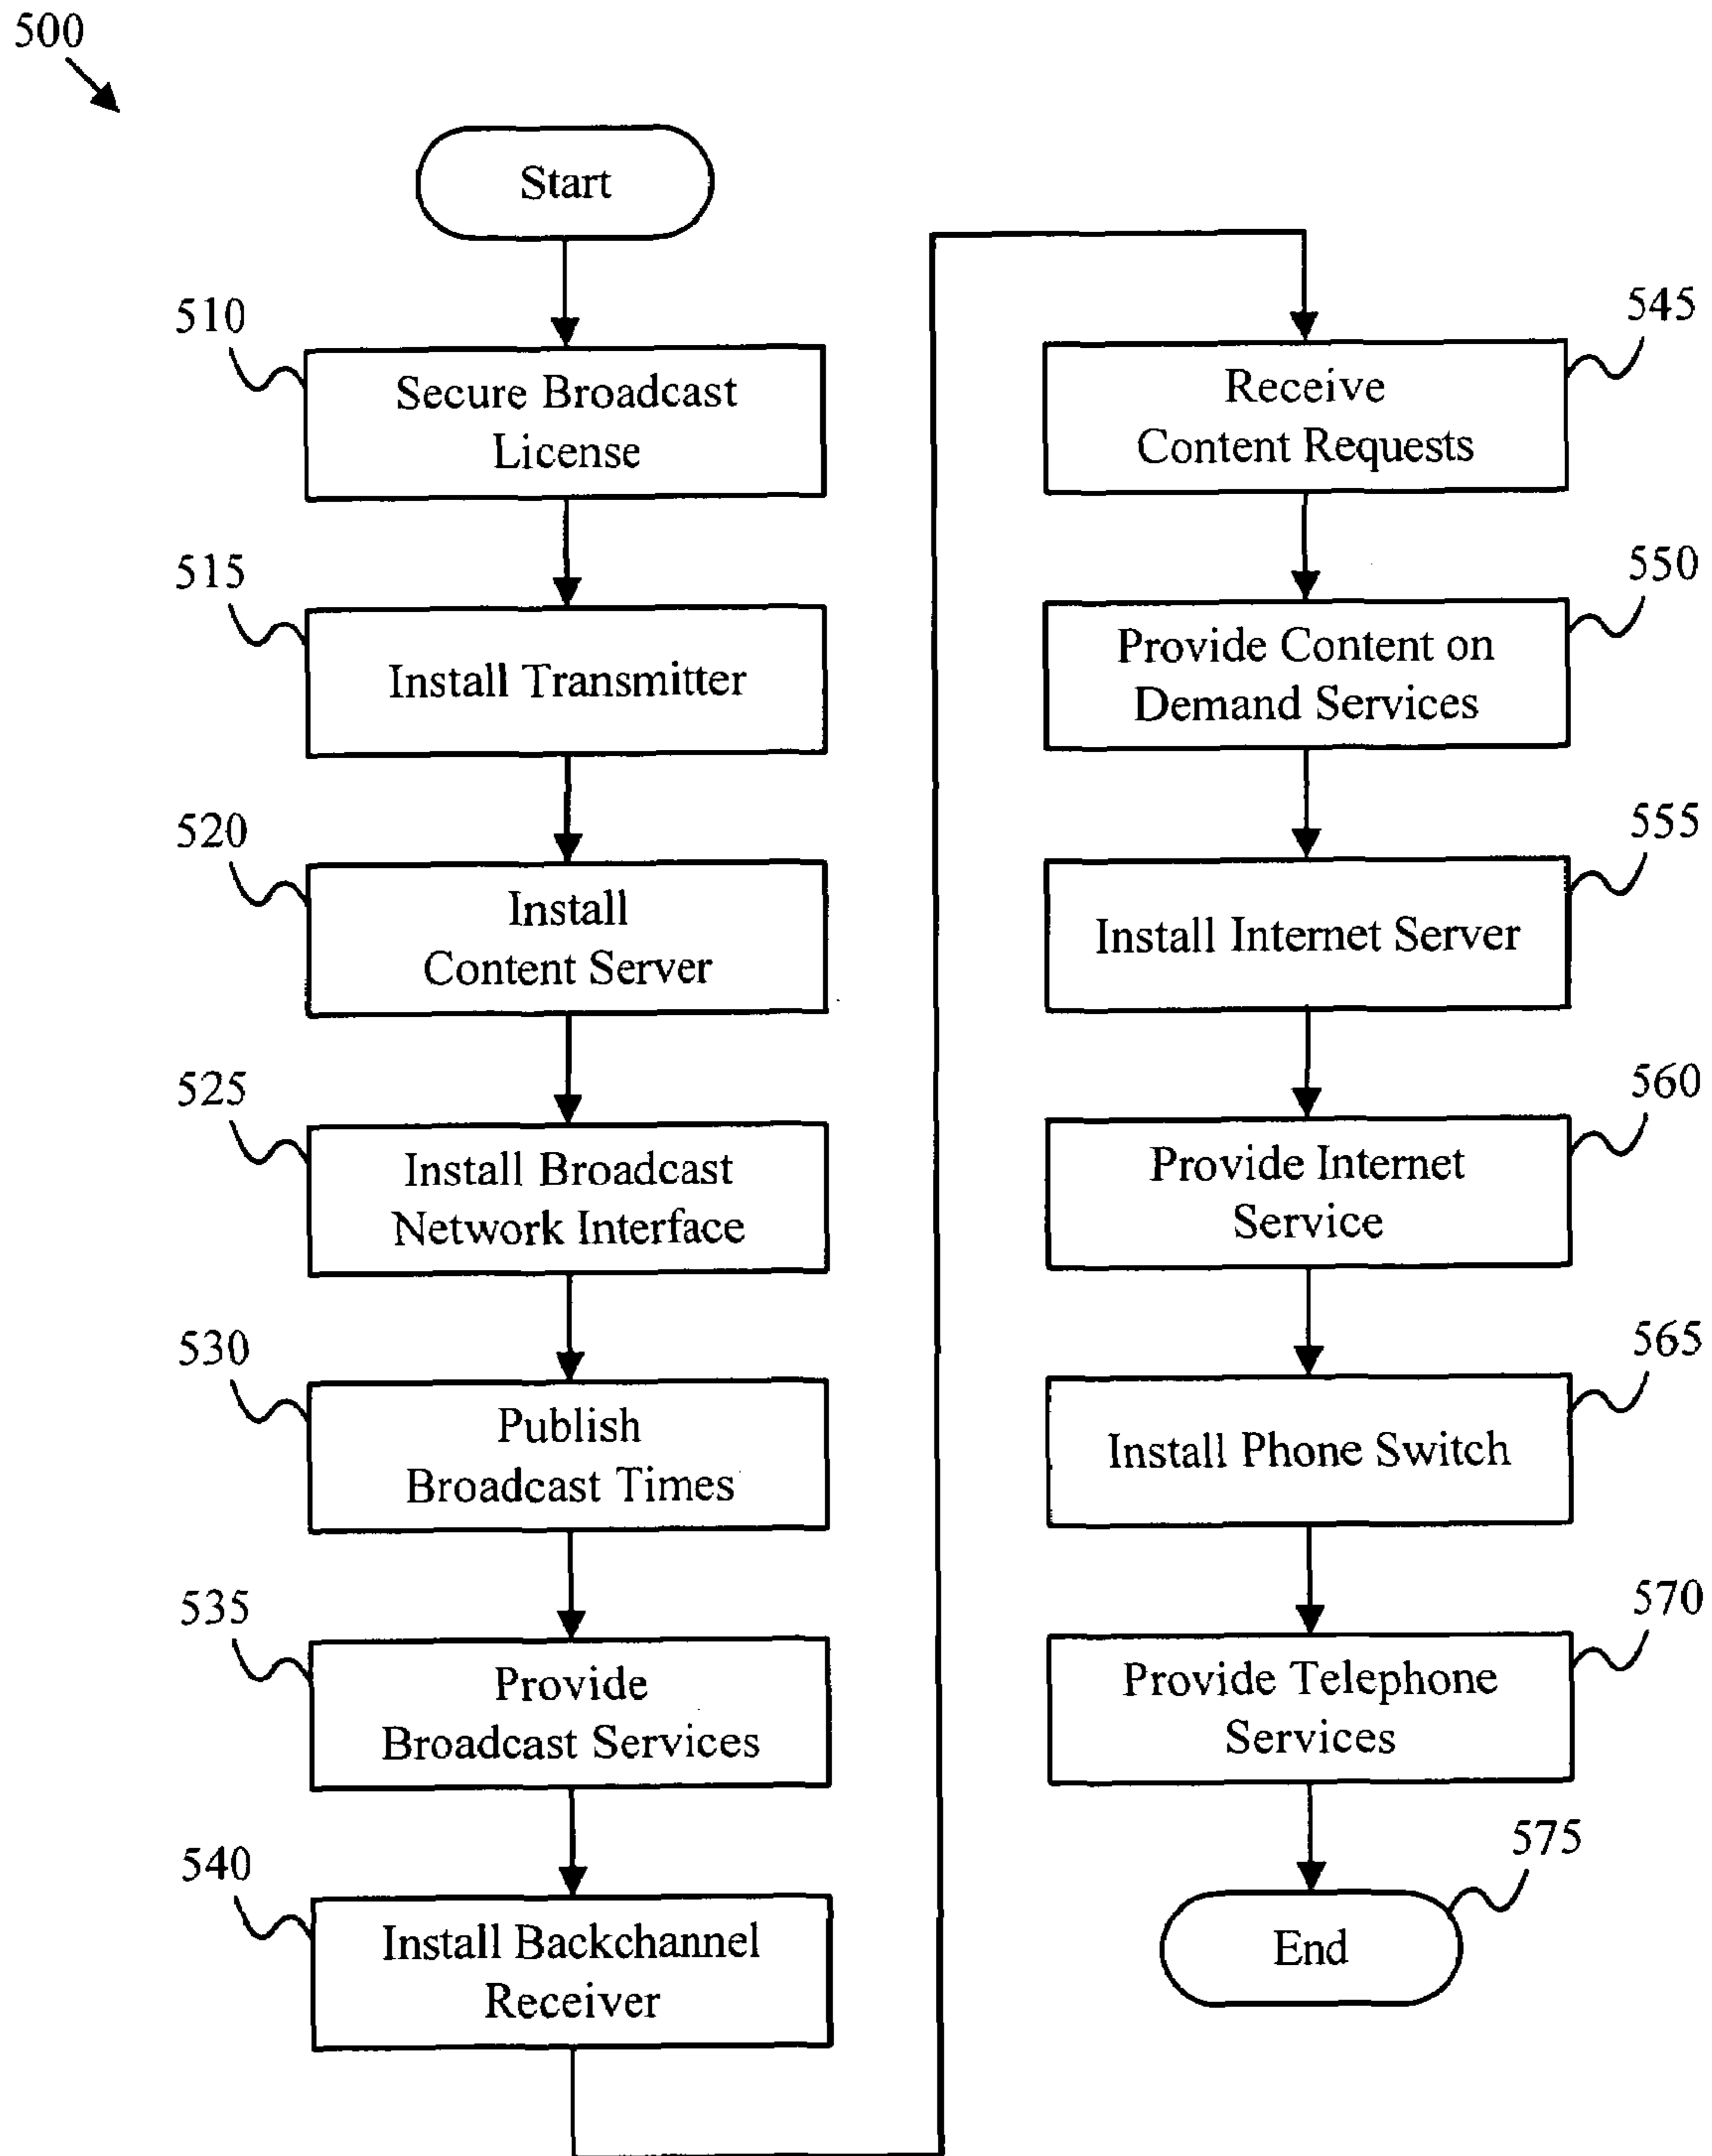 500
Start
510
Secure Broadcast
License
515
Install Transmitter
520
Install
Content Server
525
Install Broadcast
Network Interface
530
Publish
Broadcast Times
535
Provide
Broadcast Services
540
Install Backchannel
Receiver
545
Receive
Content Requests
550
Provide Content on
Demand Services
555
Install Internet Server
560
Provide Internet
Service
565
Install Phone Switch
570
Provide Telephone
Services
575
End